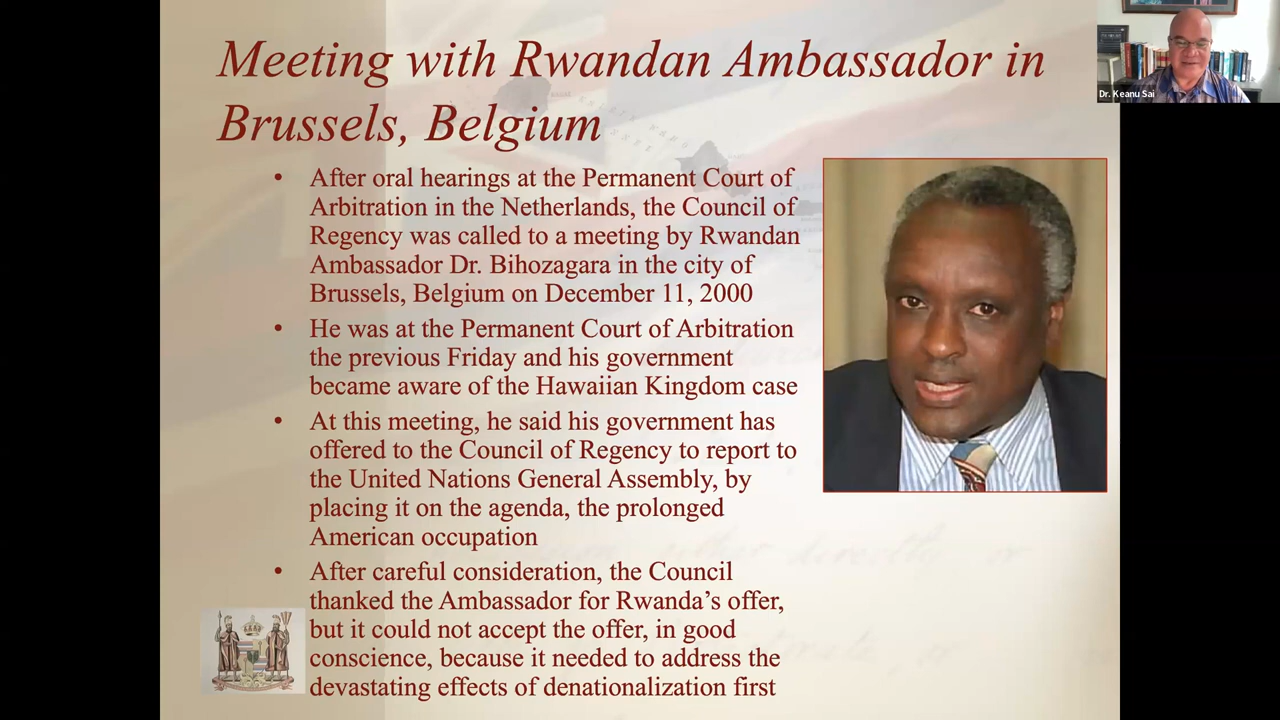 Meeting with Rwandan Ambassador in
Brussels, Belgium
Dr. Keanu Sai
• After oral hearings at the Permanent Court of
Arbitration in the Netherlands, the Council of
Regency was called to a meeting by Rwandan
Ambassador Dr. Bihozagara in the city of
Brussels, Belgium on December 11, 2000
• He was at the Permanent Court of Arbitration
the previous Friday and his government
became aware of the Hawaiian Kingdom case
• At this meeting, he said his government has
offered to the Council of Regency to report to
the United Nations General Assembly, by
placing it on the agenda, the prolonged
American occupation
• After careful consideration, the Council
thanked the Ambassador for Rwanda’s offer,
but it could not accept the offer, in good
conscience, because it needed to address the
devastating effects of denationalization first